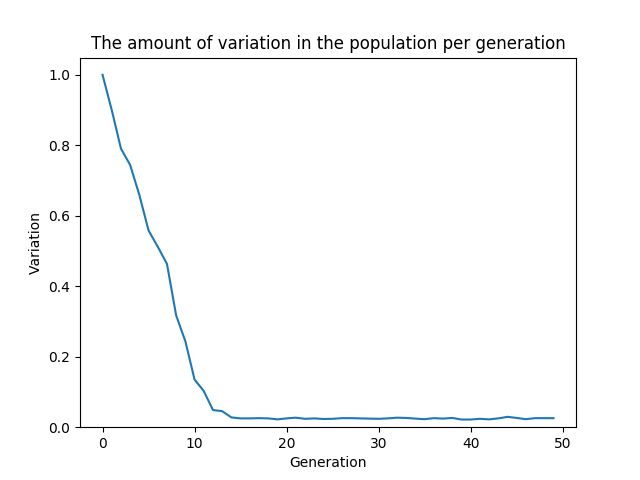 The amount of variation in the population per generation
1.0
0.8
0.6
0.4
0.2
0.0
Variation
0 10 20 30 40 50
Generation